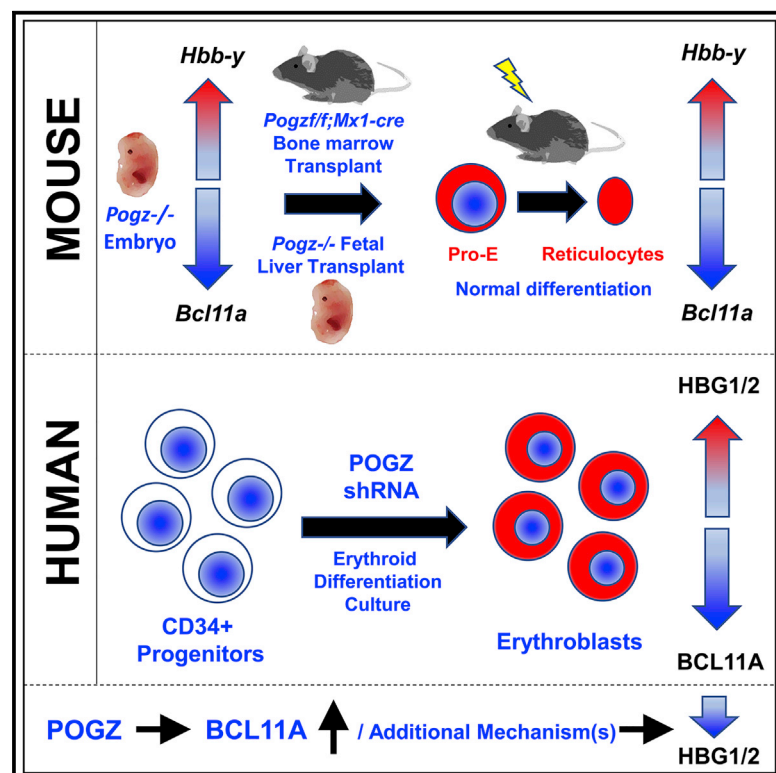 MOUSE
Hbb-y
Pogz-/-
Embryo
Bcl11a
Pogzf/f;Mx1-cre
Bone marrow
Transplant
Pogz-/- Fetal
Liver Transplant
Pro-E
Reticulocytes
Normal differentiation
Hbb-y
Bcl11a
HUMAN
CD34+
Progenitors
POGZ
shRNA
Erythroid
Differentiation
Culture
Erythroblasts
HBG1/2
BCL11A
POGZ BCL11A / Additional Mechanism(s)
HBG1/2